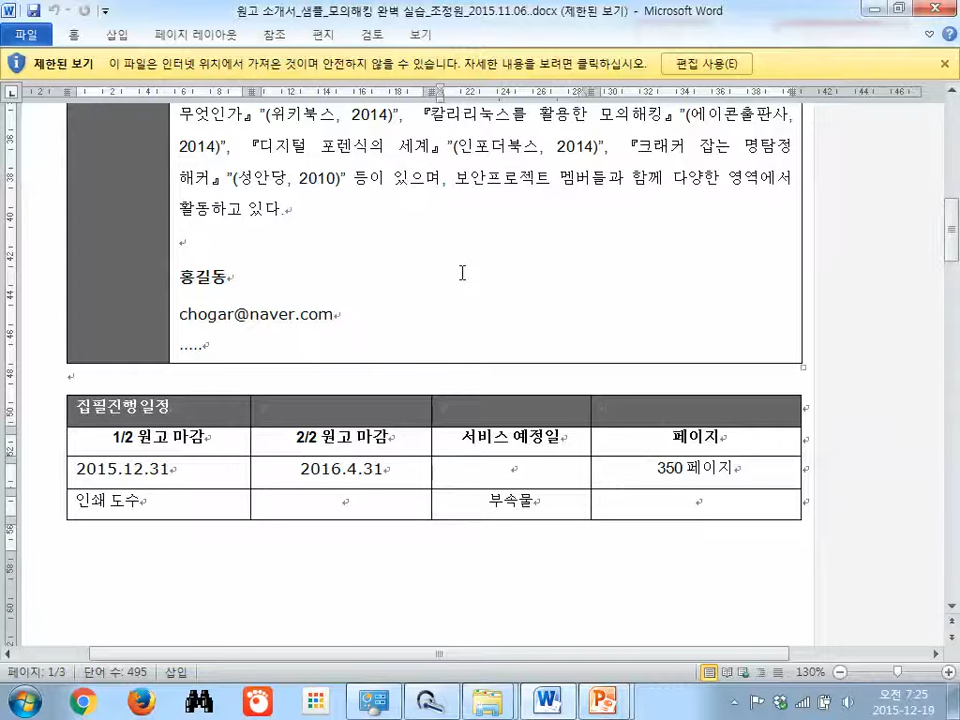 원고 소개서_샘플_모의해킹 완벽 실습_조정원_2015.11.06..docx (제한된 보기) - Microsoft Word
파일 홈 삽입 페이지 레이아웃 참조 편지 검토 보기
제한된 보기 이 파일은 인터넷 위치에서 가져온 것이며 안전하지 않을 수 있습니다. 자세한 내용을 보려면 클릭하십시오. 편집 사용(E)
무엇인가』"(위키북스, 2014)", 『칼리리눅스를 활용한 모의해킹』"(에이콘출판사,
2014)", 『디지털 포렌식의 세계』"(인포더북스, 2014)", 『크래커 잡는 명탐정
해커』"(성안당, 2010)" 등이 있으며, 보안프로젝트 멤버들과 함께 다양한 영역에서
활동하고 있다.
홍길동
chogar@naver.com
.....
집필진행일정
1/2 원고 마감 2/2 원고 마감 서비스 예정일 페이지
2015.12.31 2016.4.31 350 페이지
인쇄 도수 부속물
페이지: 1/3 단어 수: 495 삽입 130%
오전 7:25
2015-12-19